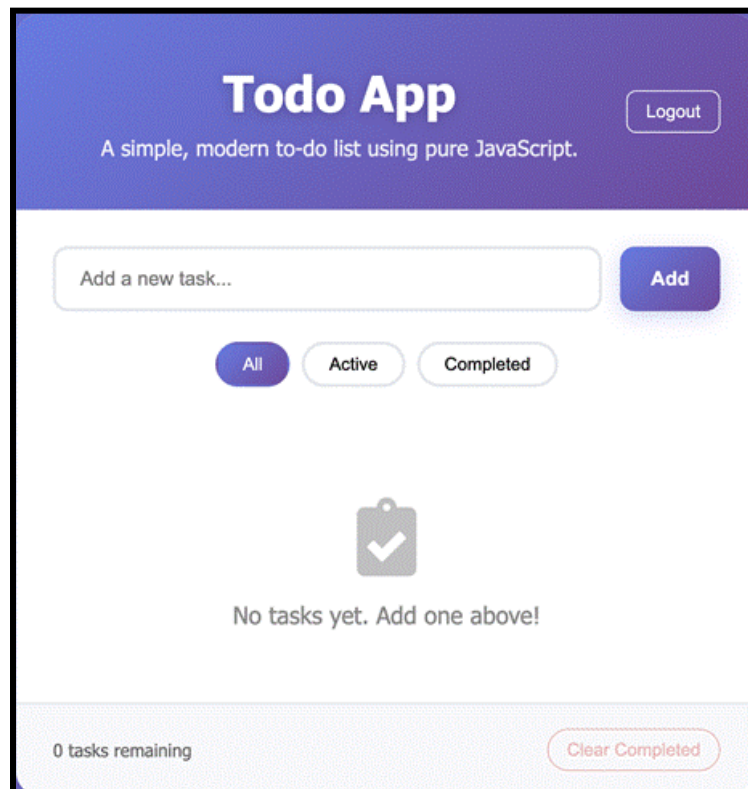 Todo App
Logout
A simple, modern to-do list using pure JavaScript.
Add a new task...
Add
All
Active
Completed
No tasks yet. Add one above!
0 tasks remaining
Clear Completed